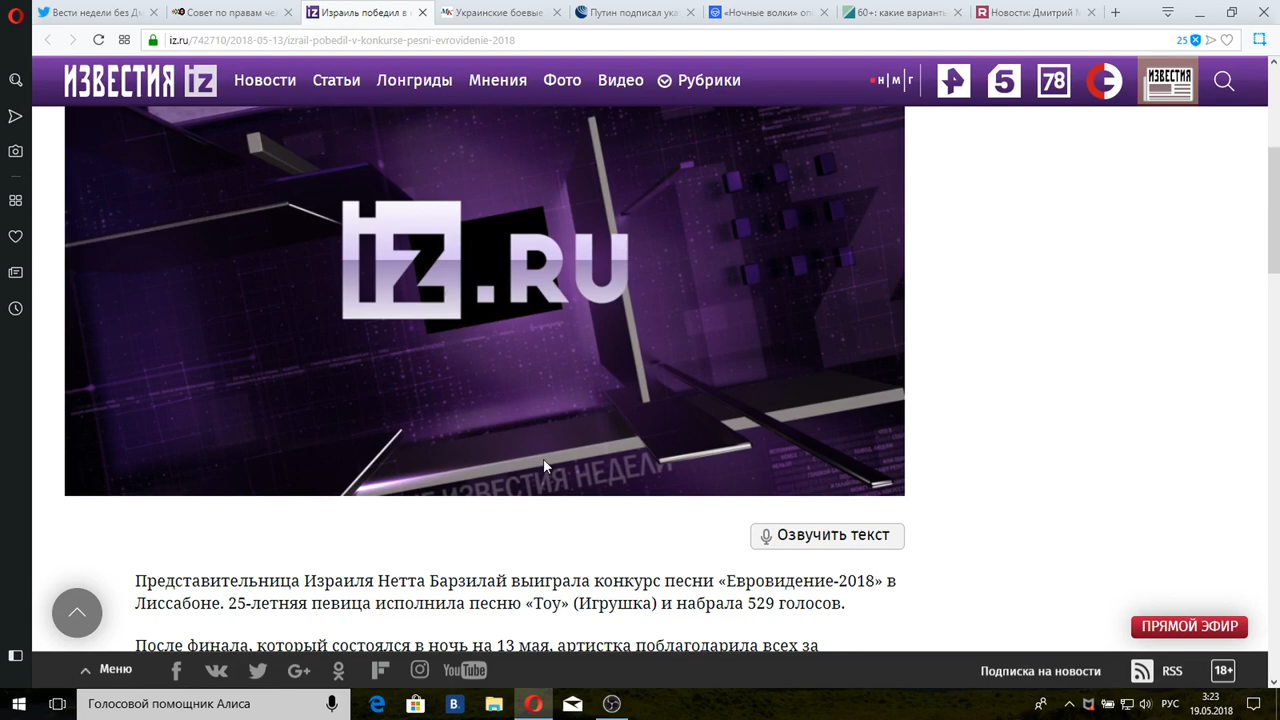 Вести недели без Дм
Совет по правам чел
Израиль победил в к
Украинские боевые
Путин подписал указ
«Ночные волки» оп
60+: какие варианты
Новости: Дмитрий М
iz.ru/742710/2018-05-13/izrail-pobedil-v-konkurse-pesni-evrovidenie-2018
25
ИЗВЕСТИЯ iz
Новости Статьи Лонгриды Мнения Фото Видео Рубрики
н|м|г
5
78
ИЗВЕСТИЯ
iz.RU
ИЗВЕСТИЯ НЕДЕЛИ
Озвучить текст
Представительница Израиля Нетта Барзилай выиграла конкурс песни «Евровидение-2018» в
Лиссабоне. 25-летняя певица исполнила песню «Toy» (Игрушка) и набрала 529 голосов.
ПРЯМОЙ ЭФИР
После финала, который состоялся в ночь на 13 мая, артистка поблагодарила всех за
Меню
G+
YouTube
Подписка на новости
RSS
18+
Голосовой помощник Алиса
B.
РУС
3:23
19.05.2018